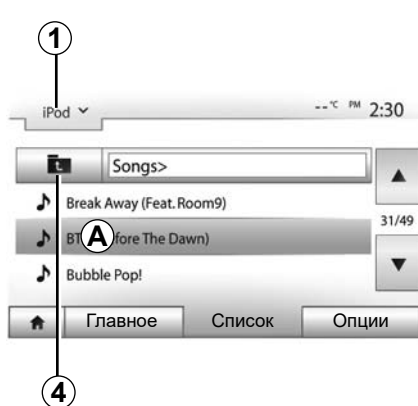 1
iPod --°C PM 2:30
Songs>
Break Away (Feat. Room9)
31/49
A fore The Dawn)
Bubble Pop!
Главное Список Опции
4